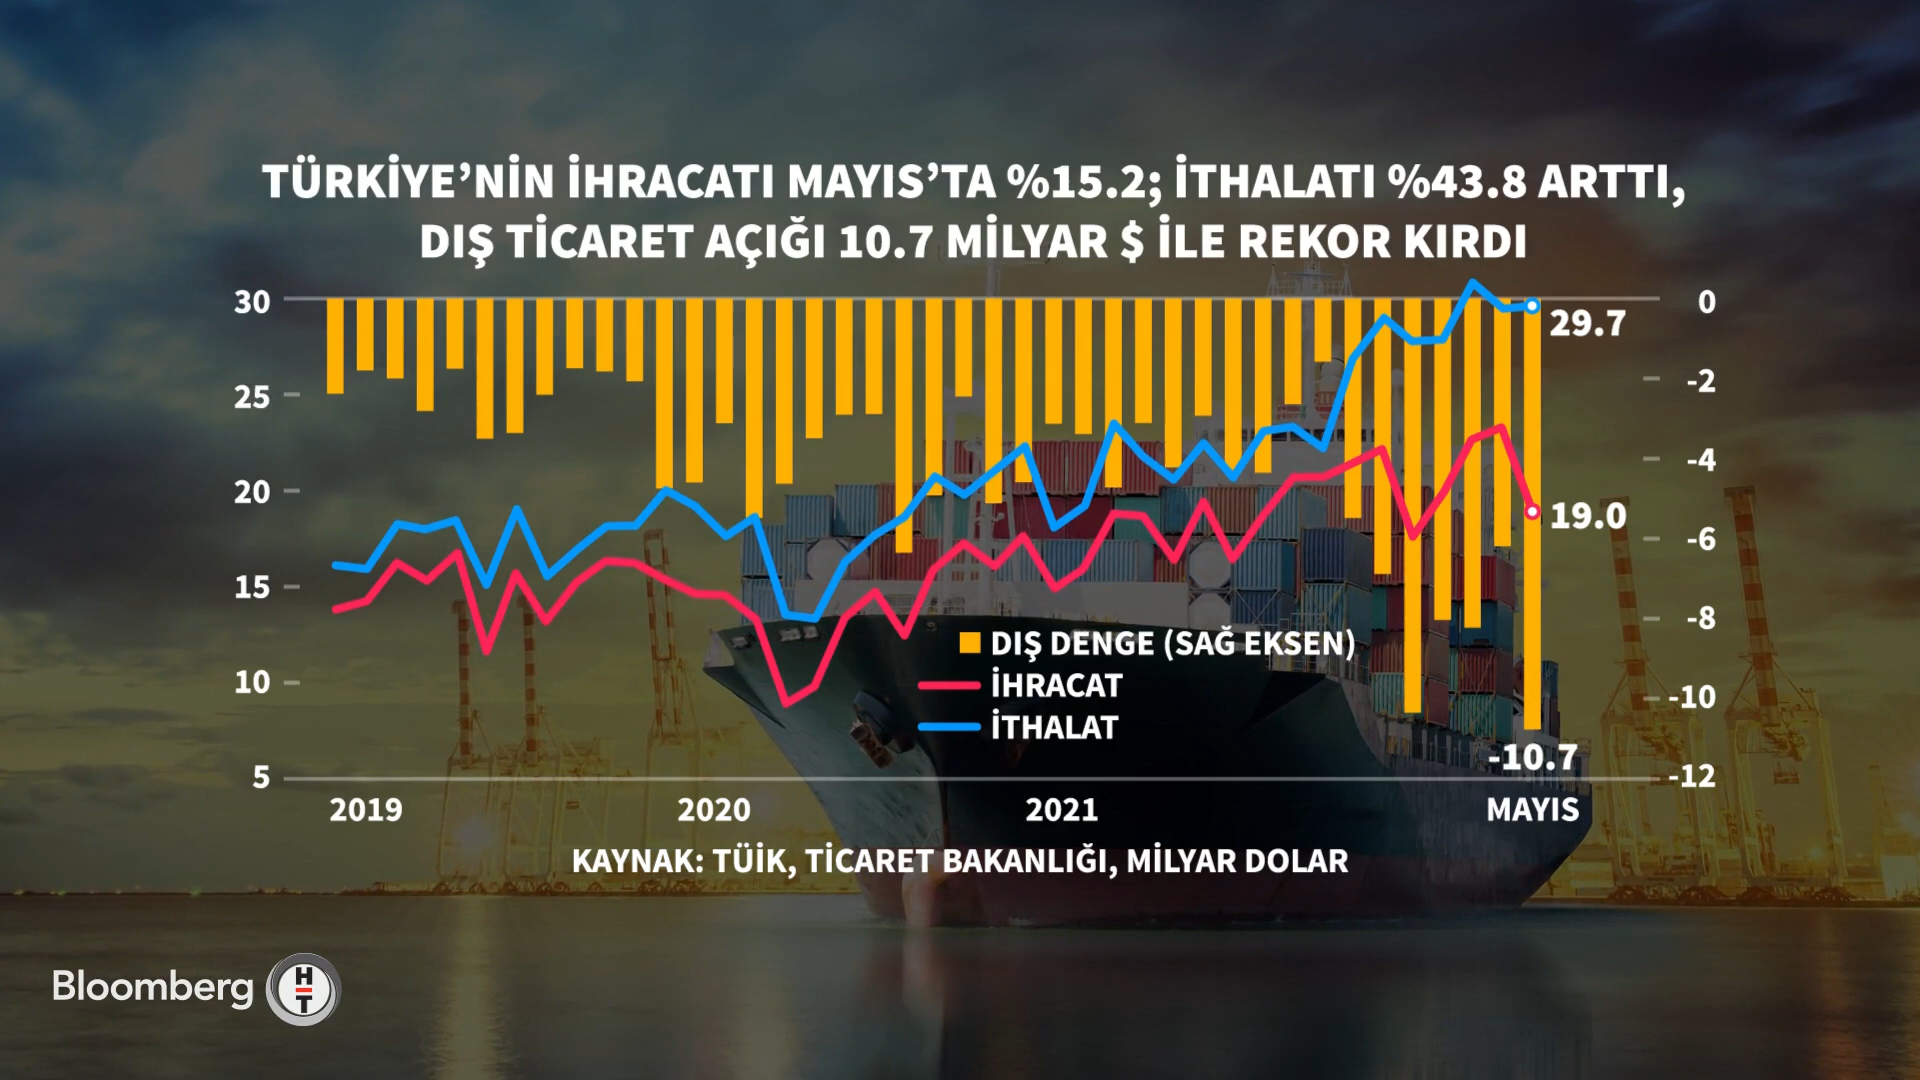 TÜRKİYE’NİN İHRACATI MAYIS’TA %15.2; İTHALATI %43.8 ARTTI,
DIŞ TİCARET AÇIĞI 10.7 MİLYAR $ İLE REKOR KIRDI
30
25
20
15
10
5
0
-2
-4
-6
-8
-10
-12
29.7
19.0
-10.7
DIŞ DENGE (SAĞ EKSEN)
İHRACAT
İTHALAT
2019 2020 2021 MAYIS
KAYNAK: TÜİK, TİCARET BAKANLIĞI, MİLYAR DOLAR
Bloomberg HT